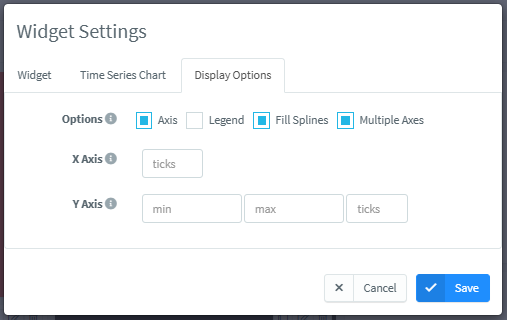 Widget Settings
Widget Time Series Chart Display Options
Options Axis Legend Fill Splines Multiple Axes
X Axis ticks
Y Axis min max ticks
Cancel Save